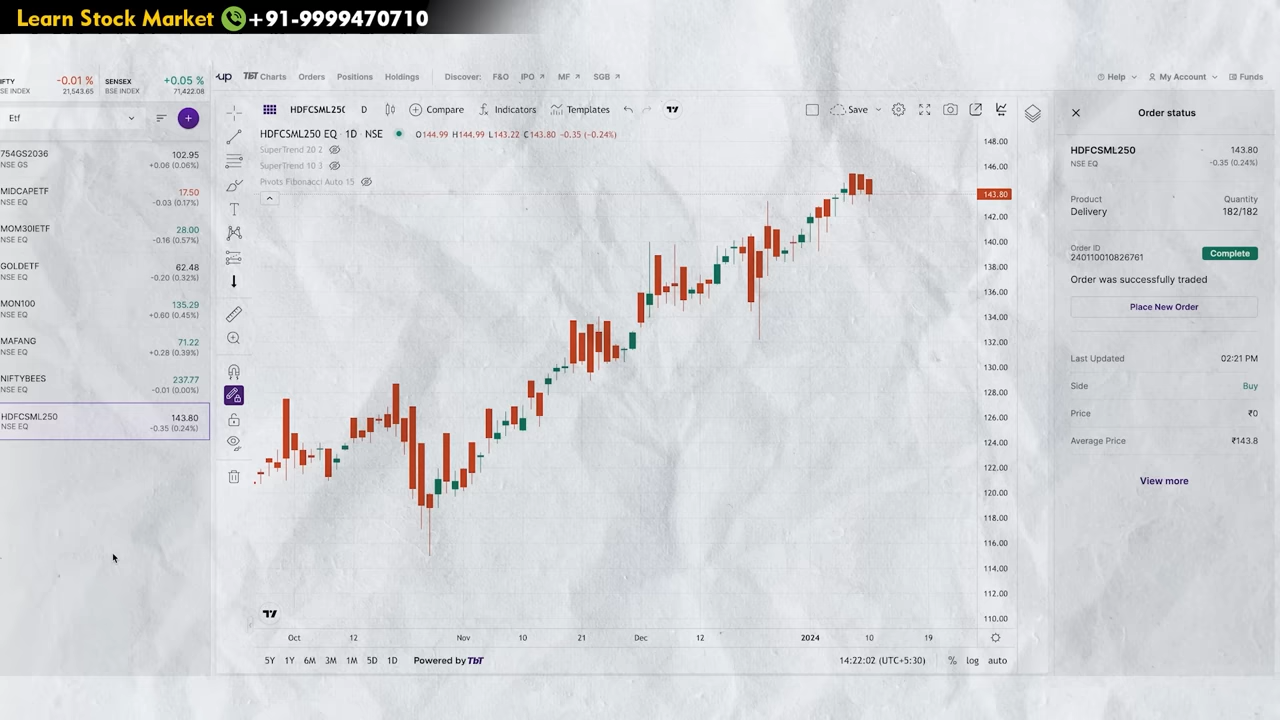 Learn Stock Market +91-9999470710
-0.01 %
SE INDEX 21,543.65
SENSEX +0.05 %
BSE INDEX 71,422.08
up TBT Charts Orders Positions Holdings Discover: F&O IPO MF SGB Help My Account Funds
Etf
754GS2036 102.95
NSE GS +0.06 (0.06%)
MIDCAPETF 17.50
NSE EQ -0.03 (0.17%)
MOM30IETF 28.00
NSE EQ -0.16 (0.57%)
GOLDETF 62.48
NSE EQ -0.20 (0.32%)
MON100 135.29
NSE EQ +0.60 (0.45%)
MAFANG 71.22
NSE EQ +0.28 (0.39%)
NIFTYBEES 237.77
NSE EQ -0.01 (0.00%)
HDFCSML250 143.80
NSE EQ -0.35 (0.24%)
HDFCSML250 D Compare Indicators Templates Save
HDFCSML250 EQ · 1D · NSE O144.99 H144.99 L143.22 C143.80 -0.35 (-0.24%)
SuperTrend 20 2
SuperTrend 10 3
Pivots Fibonacci Auto 15
148.00
146.00
143.80
142.00
140.00
138.00
136.00
134.00
132.00
130.00
128.00
126.00
124.00
122.00
120.00
118.00
116.00
114.00
112.00
110.00
Oct 12 Nov 10 21 Dec 12 2024 10 19
5Y 1Y 6M 3M 1M 5D 1D Powered by TbT 14:22:02 (UTC+5:30) % log auto
Order status
HDFCSML250 143.80
NSE EQ -0.35 (0.24%)
Product Quantity
Delivery 182/182
Order ID
240110010826761 Complete
Order was successfully traded
Place New Order
Last Updated 02:21 PM
Side Buy
Price ₹0
Average Price ₹143.8
View more